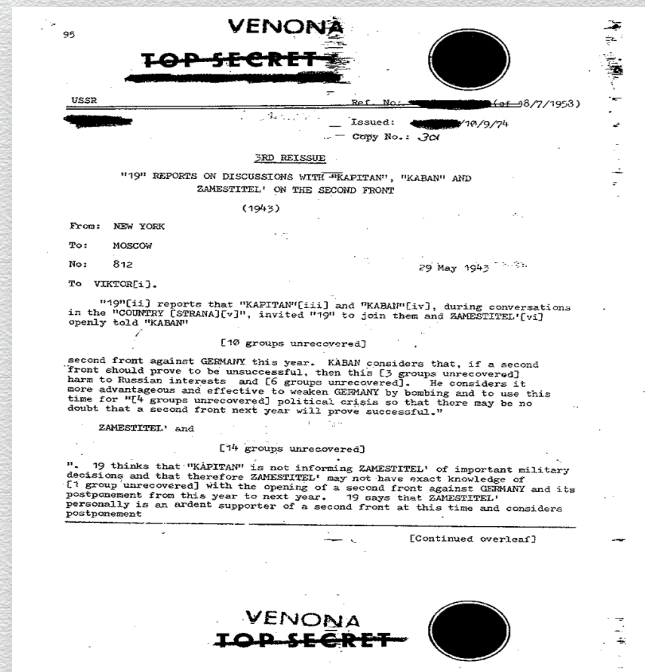 95
VENONA
TOP SECRET
USSR
Ref. No: (of 18/7/1953)
Issued: /10/9/74
Copy No.: 301
3RD REISSUE
"19" REPORTS ON DISCUSSIONS WITH "KAPITAN", "KABAN" AND
ZAMESTITEL' ON THE SECOND FRONT
(1943)
From: NEW YORK
To: MOSCOW
No: 812
29 May 1943
To VIKTOR[i].
"19"[ii] reports that "KAPITAN"[iii] and "KABAN"[iv], during conversations
in the "COUNTRY [STRANA][v]", invited "19" to join them and ZAMESTITEL'[vi]
openly told "KABAN"
[10 groups unrecovered]
second front against GERMANY this year. KABAN considers that, if a second
front should prove to be unsuccessful, then this [3 groups unrecovered]
harm to Russian interests and [6 groups unrecovered]. He considers it
more advantageous and effective to weaken GERMANY by bombing and to use this
time for "[4 groups unrecovered] political crisis so that there may be no
doubt that a second front next year will prove successful."
ZAMESTITEL' and
[14 groups unrecovered]
". 19 thinks that "KAPITAN" is not informing ZAMESTITEL' of important military
decisions and that therefore ZAMESTITEL' may not have exact knowledge of
[1 group unrecovered] with the opening of a second front against GERMANY and its
postponement from this year to next year. 19 says that ZAMESTITEL'
personally is an ardent supporter of a second front at this time and considers
postponement
[Continued overleaf]
VENONA
TOP SECRET